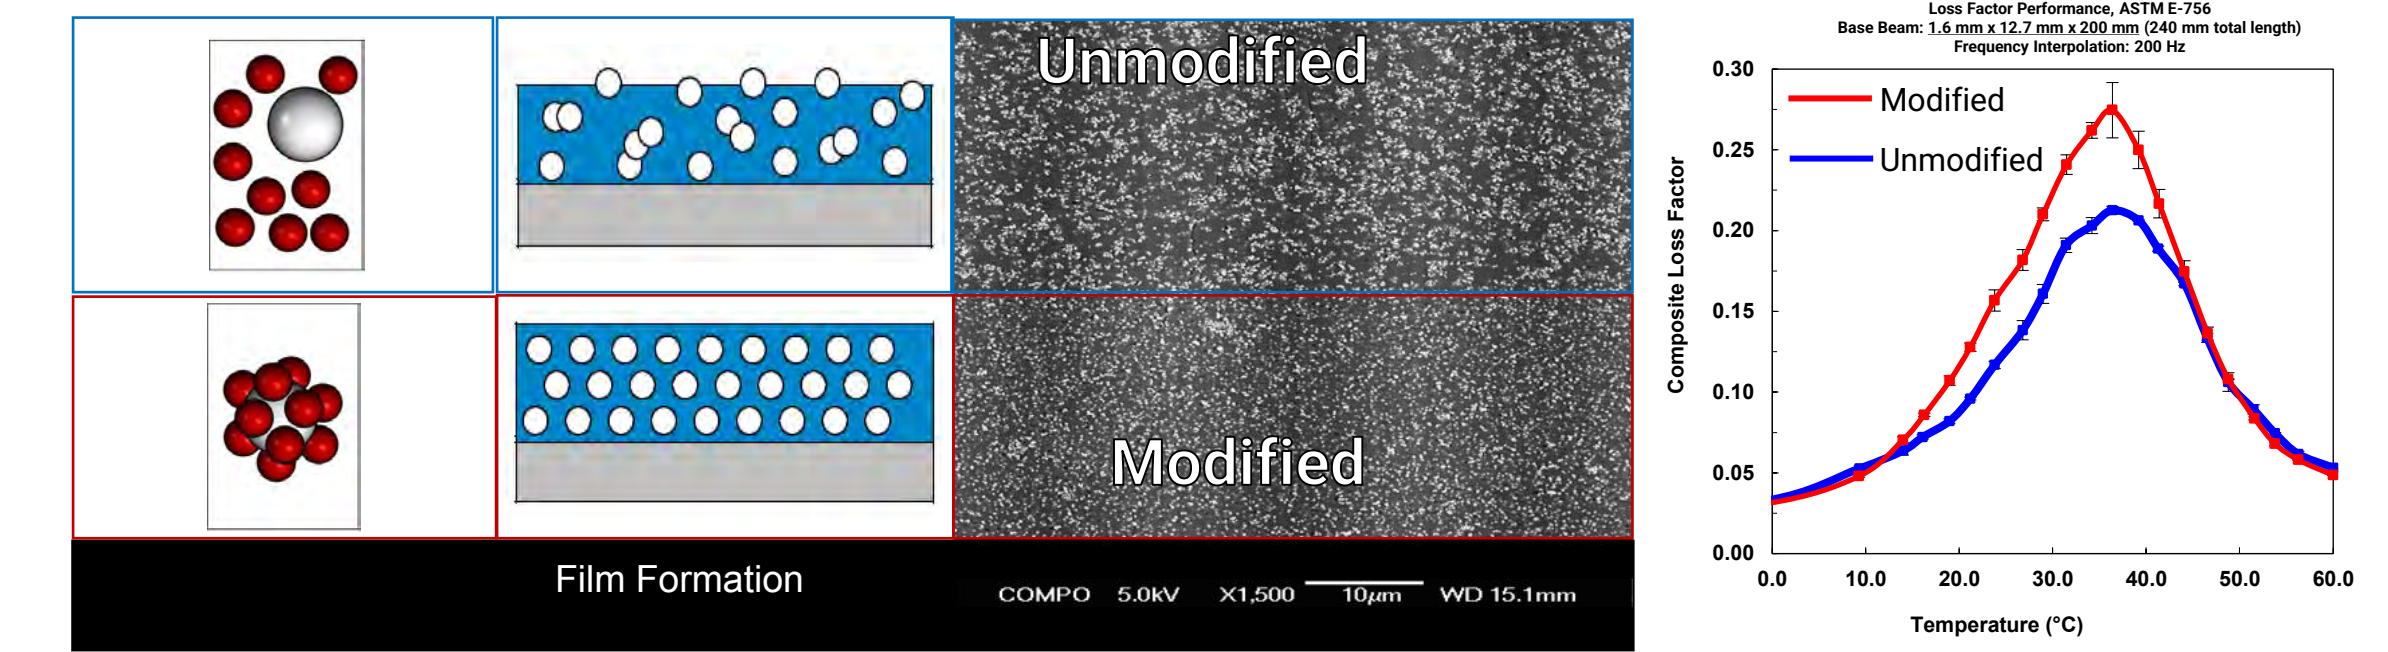 Unmodified
Modified
Film Formation
COMPO 5.0kV X1,500 10μm WD 15.1mm
Loss Factor Performance, ASTM E-756
Base Beam: 1.6 mm x 12.7 mm x 200 mm (240 mm total length)
Frequency Interpolation: 200 Hz
Composite Loss Factor
0.30
0.25
0.20
0.15
0.10
0.05
0.00
Modified
Unmodified
0.0 10.0 20.0 30.0 40.0 50.0 60.0
Temperature (°C)